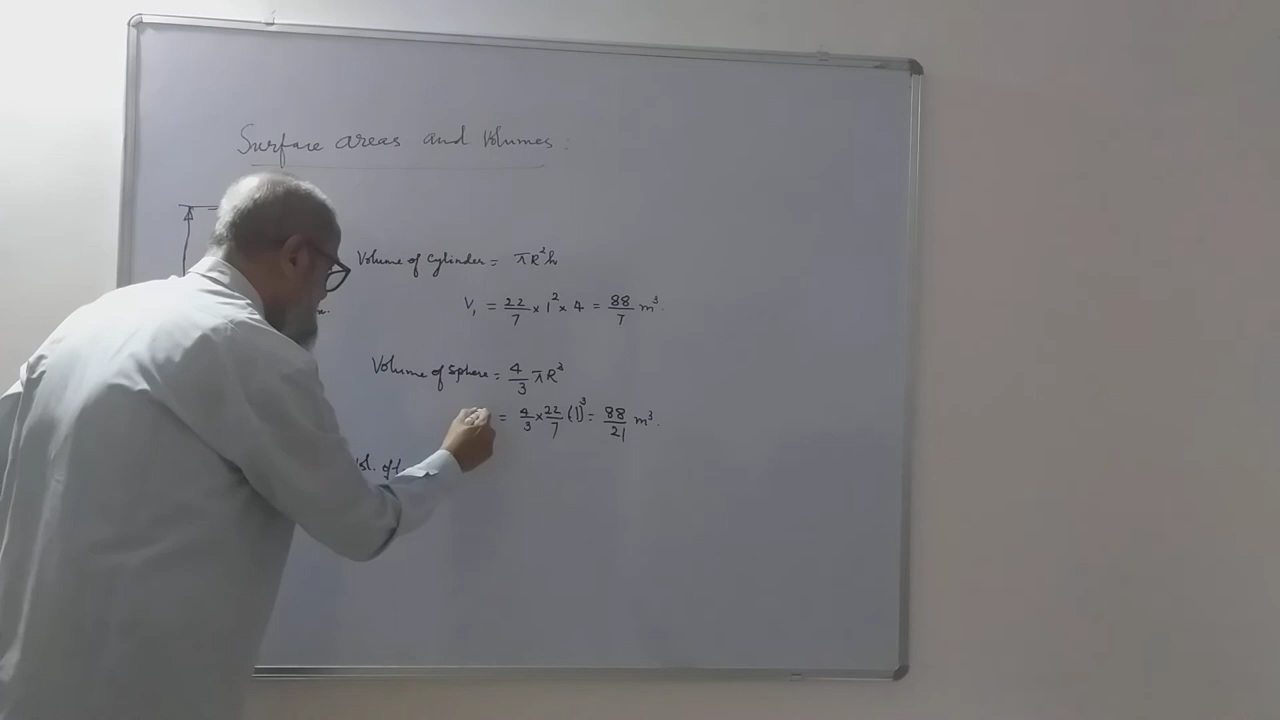 Surface areas and Volumes:
Volume of Cylinder = πR²h
V₁ = 22/7 × 1² × 4 = 88/7 m³.
m.
Volume of Sphere = 4/3 πR³
= 4/3 × 22/7 (1)³ = 88/21 m³.
of